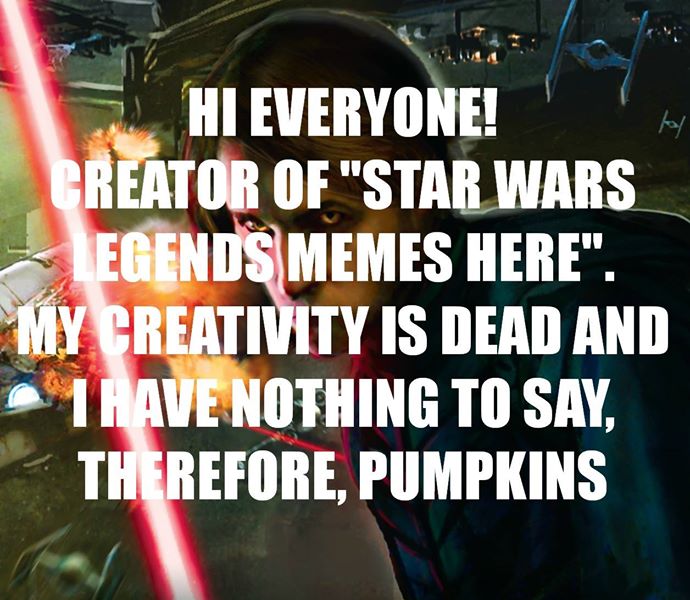 HI EVERYONE!
CREATOR OF "STAR WARS
LEGENDS MEMES HERE".
MY CREATIVITY IS DEAD AND
I HAVE NOTHING TO SAY,
THEREFORE, PUMPKINS